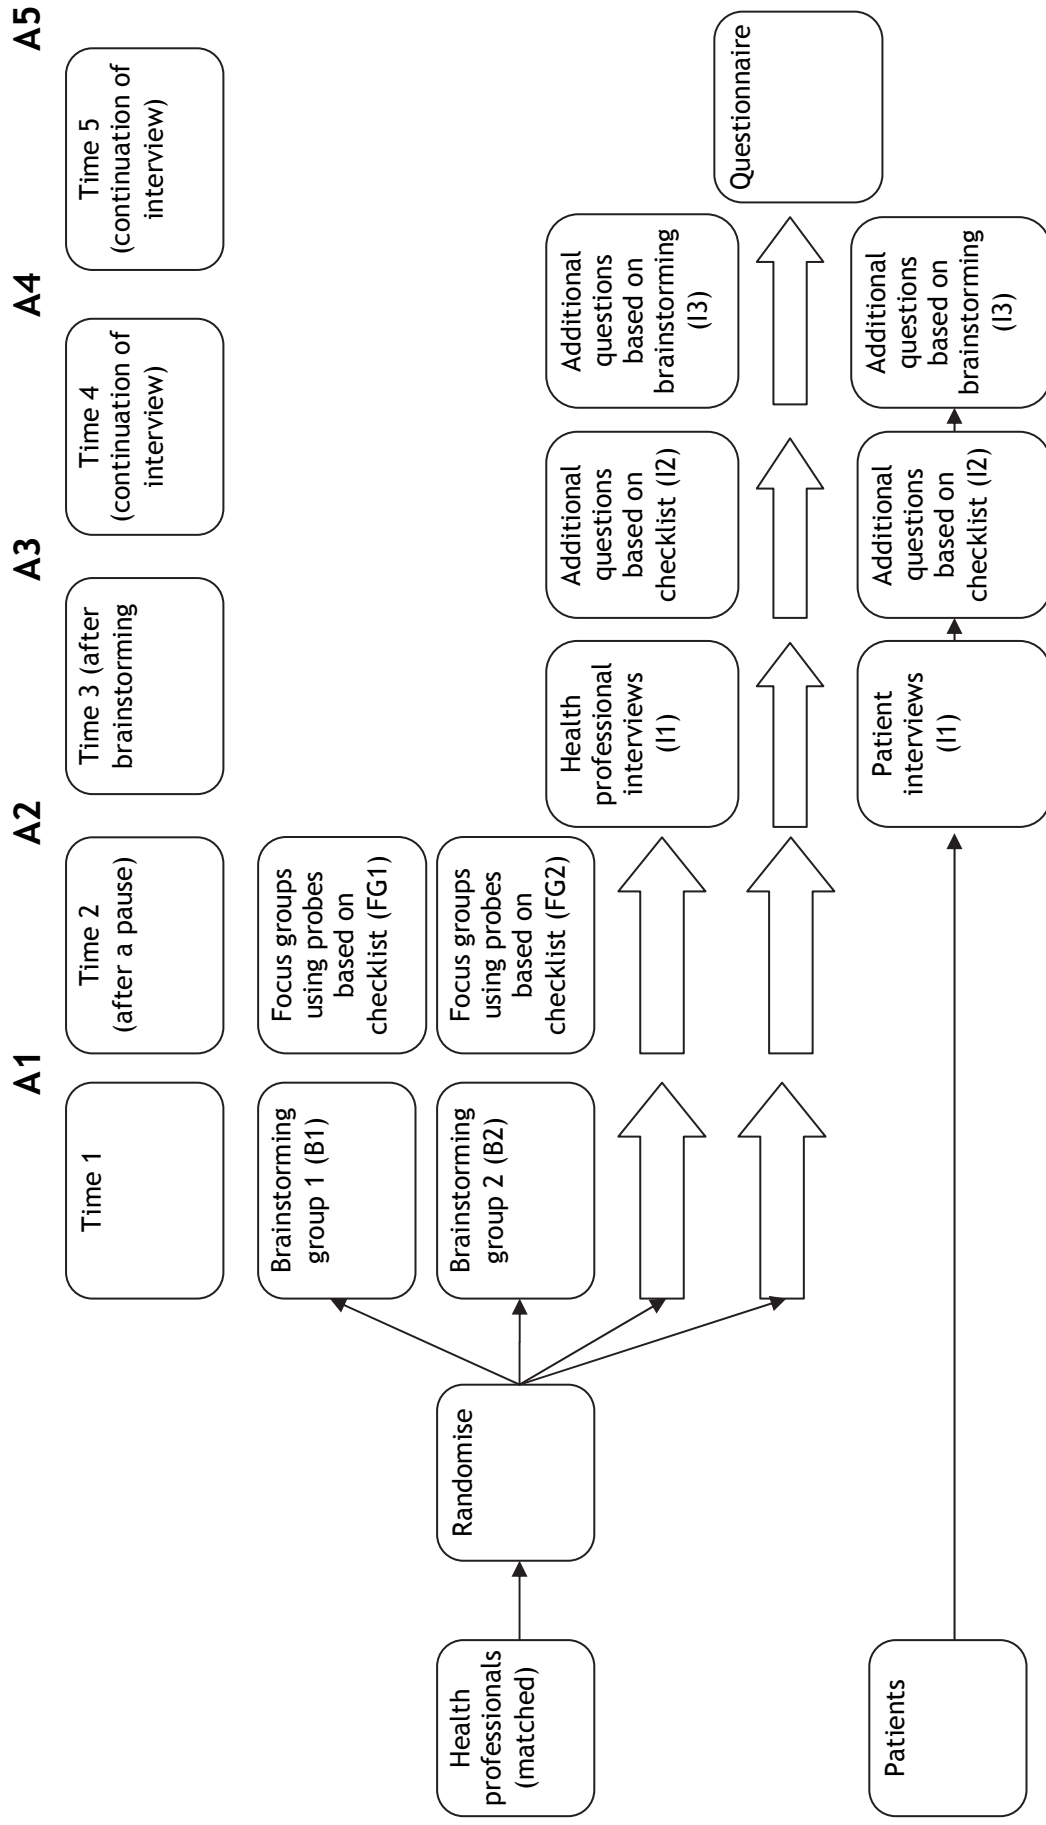 A1
A2
A3
A4
A5
Time 1
Time 2
(after a pause)
Time 3 (after
brainstorming
Time 4
(continuation of
interview)
Time 5
(continuation of
interview)
Brainstorming
group 1 (B1)
Focus groups
using probes
based on
checklist (FG1)
Health
professionals
(matched)
Randomise
Brainstorming
group 2 (B2)
Focus groups
using probes
based on
checklist (FG2)
Health
professional
interviews
(I1)
Additional
questions
based on
checklist (I2)
Additional
questions
based on
brainstorming
(I3)
Questionnaire
Patients
Patient
interviews
(I1)
Additional
questions
based on
checklist (I2)
Additional
questions
based on
brainstorming
(I3)